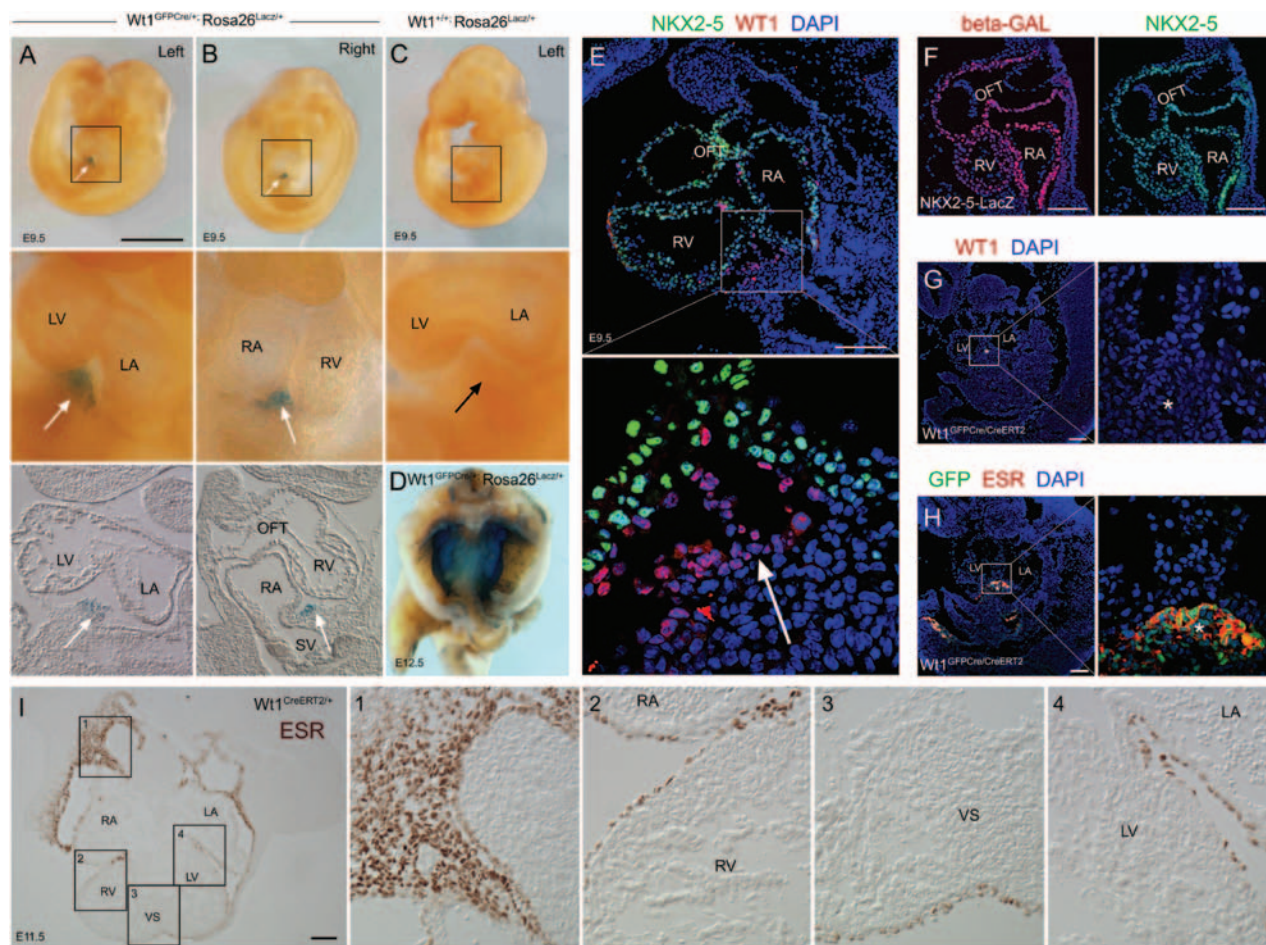 Wt1GFPCre/+; Rosa26Lacz/+
Wt1+/+; Rosa26Lacz/+
A
Left
E9.5
B
Right
E9.5
C
Left
E9.5
LV
LA
RA
RV
LV
LA
LV
LA
OFT
RV
RA
SV
D
Wt1GFPCre/+; Rosa26Lacz/+
E12.5
NKX2-5 WT1 DAPI
E
OFT
RA
RV
E9.5
beta-GAL
NKX2-5
F
OFT
RV
RA
NKX2-5-LacZ
OFT
RV
RA
WT1 DAPI
G
LV
LA
Wt1GFPCre/CreERT2
*
GFP ESR DAPI
H
LV
LA
Wt1GFPCre/CreERT2
*
I
Wt1CreERT2/+
ESR
1
RA
LA
2
RV
4
LV
3
VS
E11.5
1
2
RA
RV
3
VS
4
LA
LV